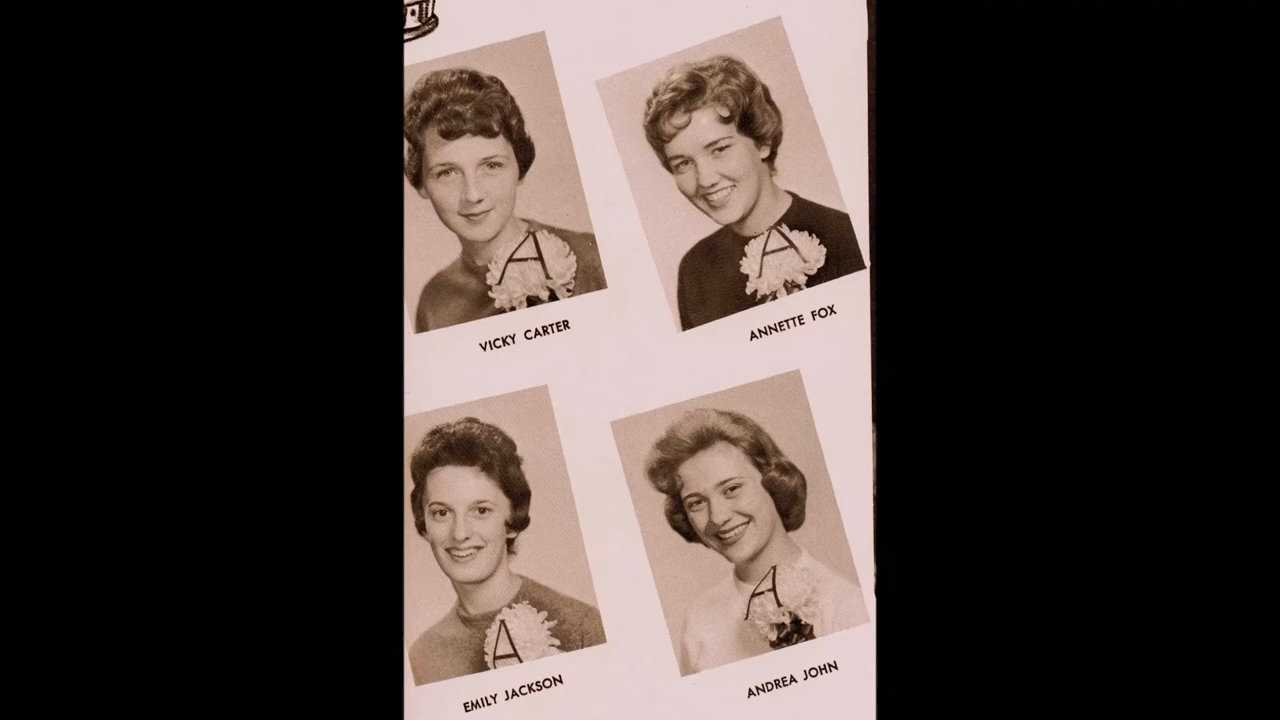 A
A
VICKY CARTER
ANNETTE FOX
A
A
EMILY JACKSON
ANDREA JOHN